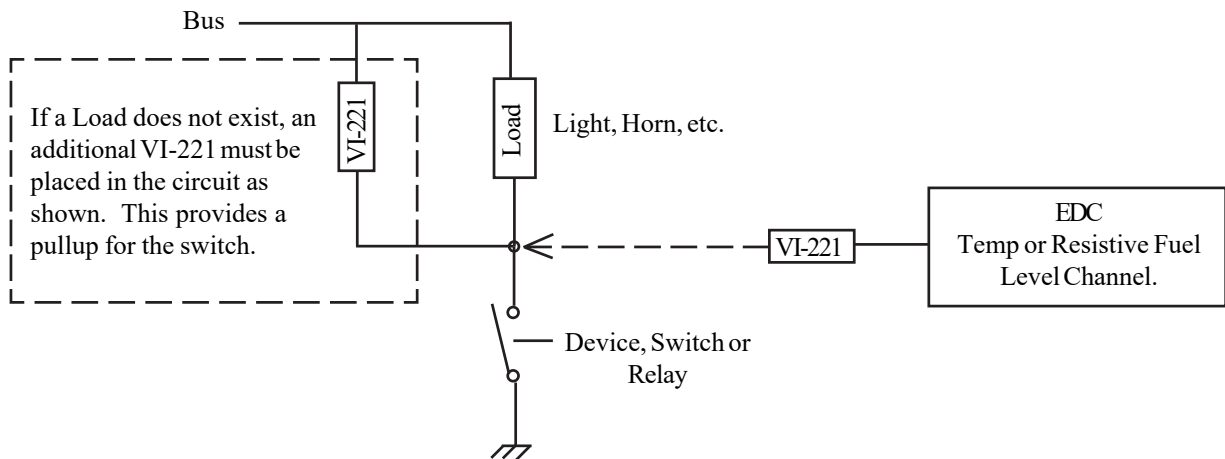 Bus
If a Load does not exist, an
additional VI-221 must be
placed in the circuit as
shown. This provides a
pullup for the switch.
VI-221
Load
Light, Horn, etc.
VI-221
EDC
Temp or Resistive Fuel
Level Channel.
Device, Switch or
Relay